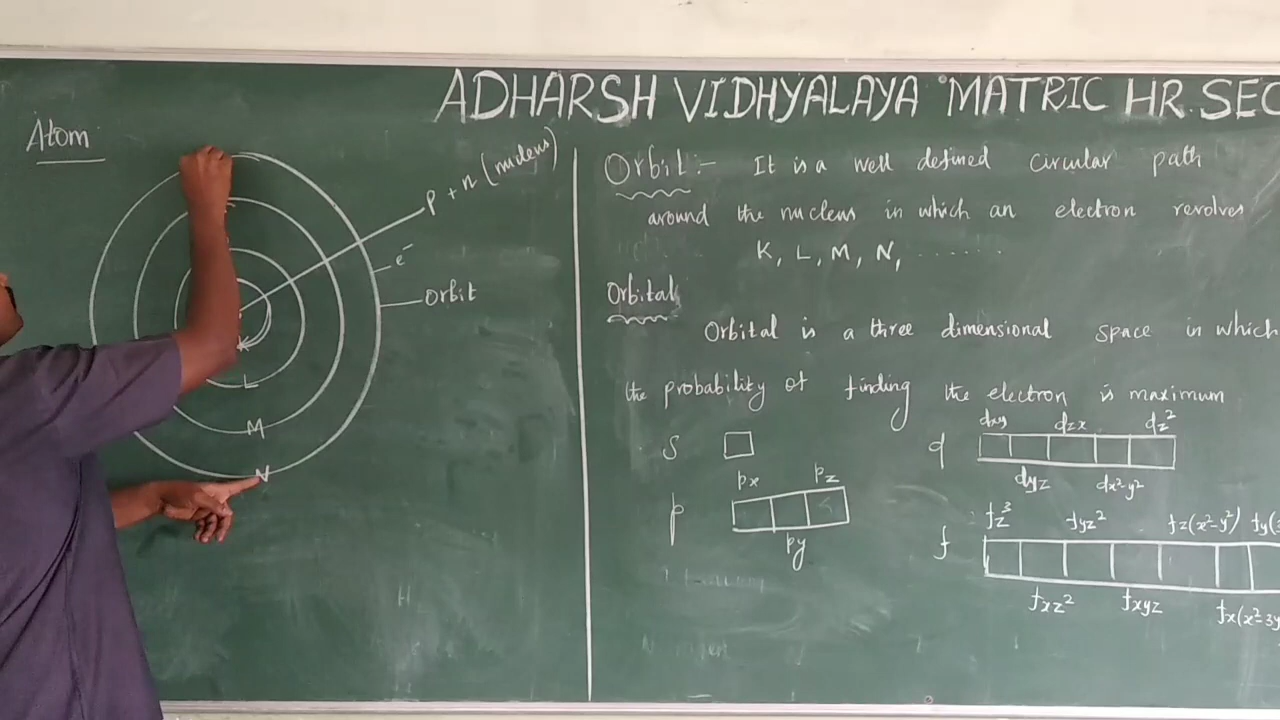 ADHARSH VIDHYALAYA MATRIC HR. SEC
Atom
p + n (nucleus)
e⁻
Orbit
K
L
M
N
Orbit:- It is a well defined circular path
around the nucleus in which an electron revolves
K, L, M, N, .......
Orbital
Orbital is a three dimensional space in which
the probability of finding the electron is maximum
s
px pz
p
py
dxy dzx dz²
d
dyz dx²-y²
fz³ fyz² fz(x²-y²) fy(3
f
fxz² fxyz fx(x²-3y
H